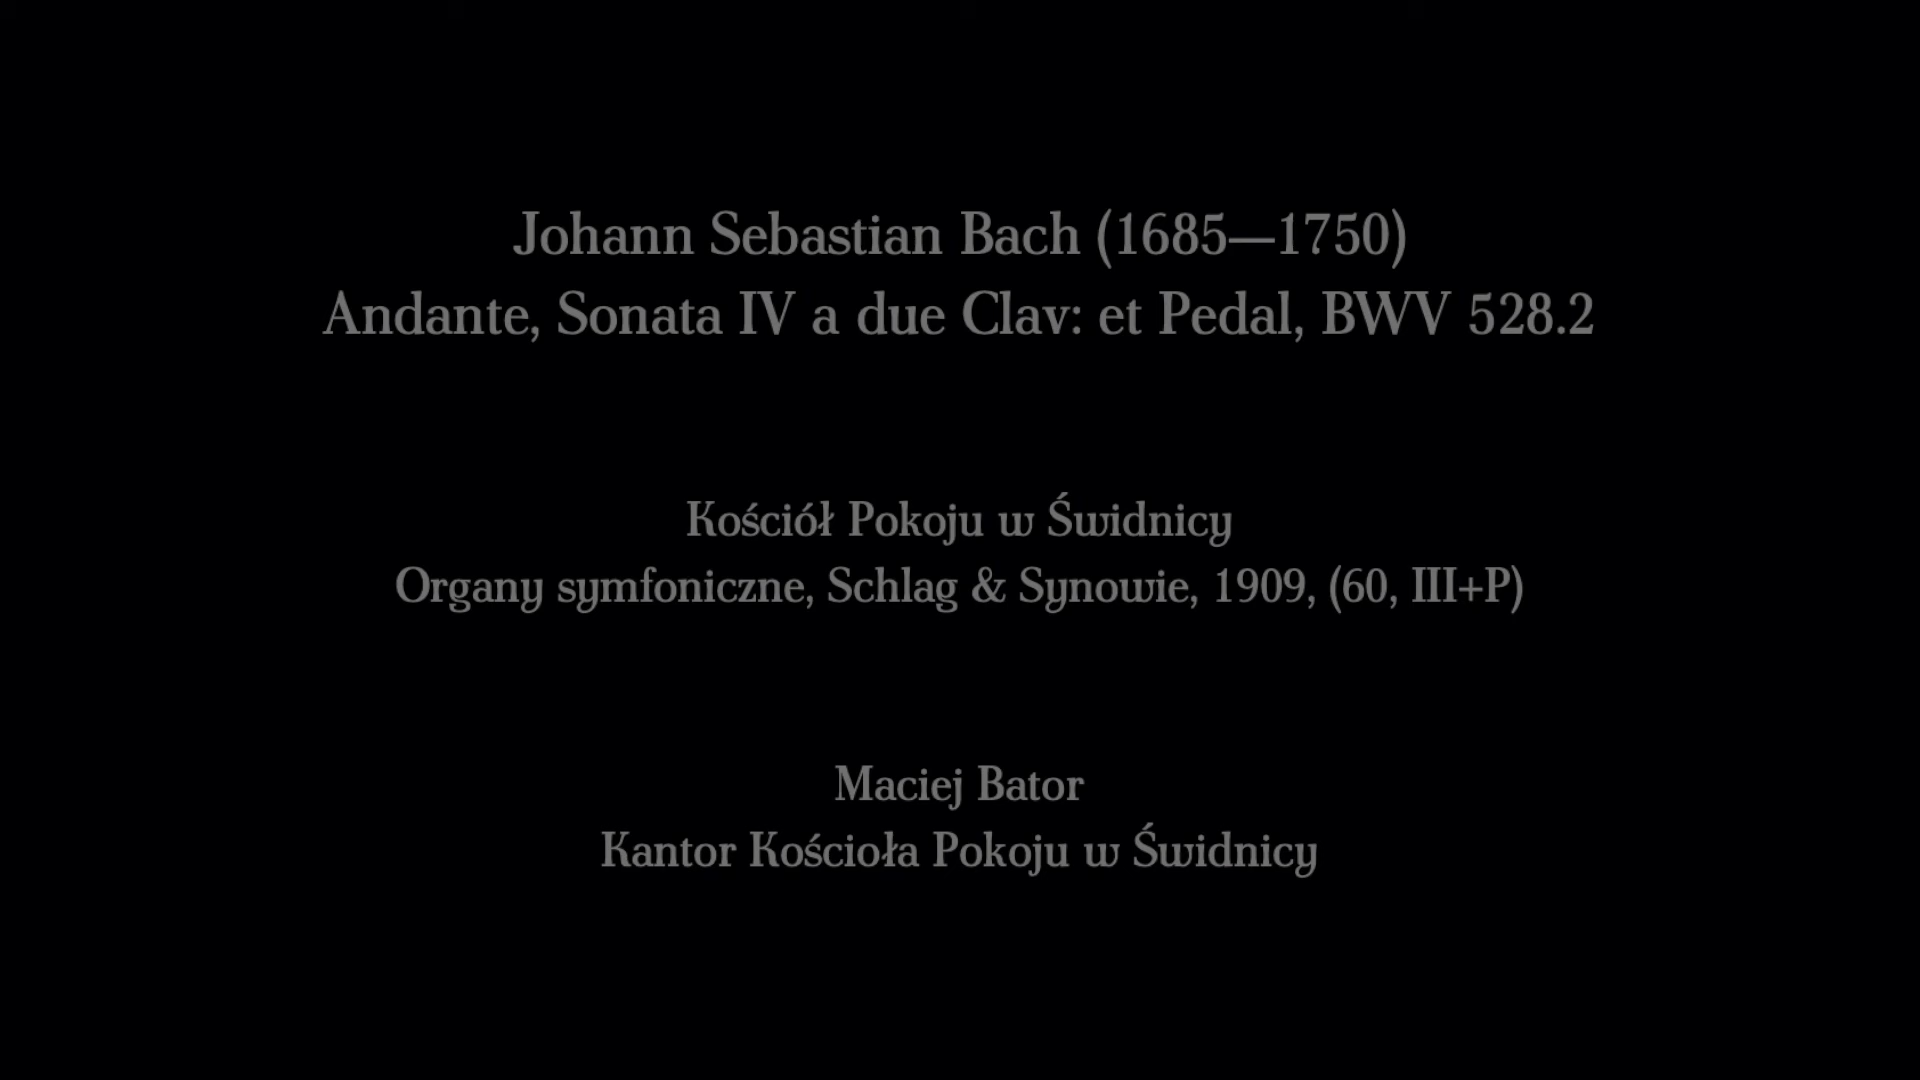 Johann Sebastian Bach (1685—1750)
Andante, Sonata IV a due Clav: et Pedal, BWV 528.2
Kościół Pokoju w Świdnicy
Organy symfoniczne, Schlag & Synowie, 1909, (60, III+P)
Maciej Bator
Kantor Kościoła Pokoju w Świdnicy